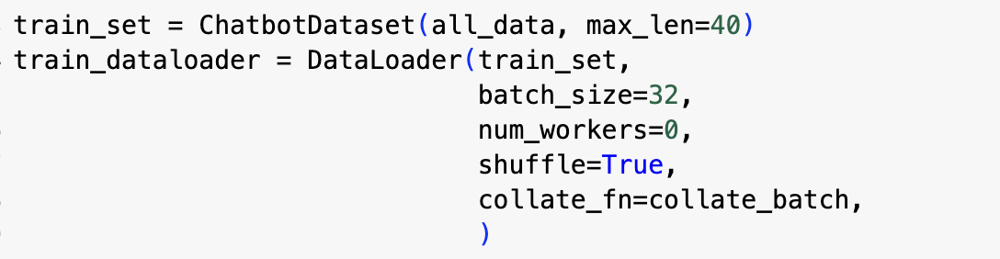 train_set = ChatbotDataset(all_data, max_len=40)
train_dataloader = DataLoader(train_set,
                              batch_size=32,
                              num_workers=0,
                              shuffle=True,
                              collate_fn=collate_batch,
                              )